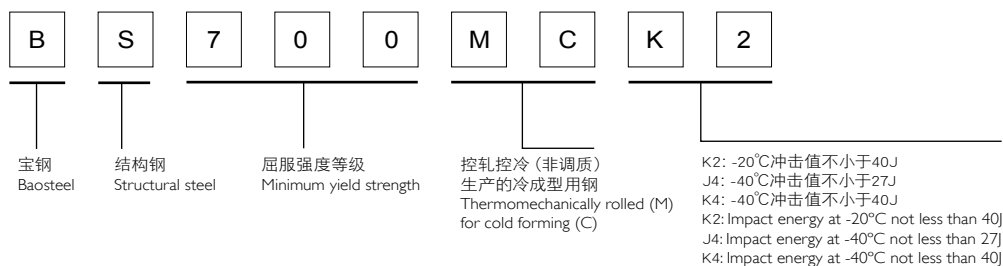 B S 7 0 0 M C K 2
宝钢
Baosteel
结构钢
Structural steel
屈服强度等级
Minimum yield strength
控轧控冷（非调质）
生产的冷成型用钢
Thermomechanically rolled (M)
for cold forming (C)
K2：-20℃冲击值不小于40J
J4：-40℃冲击值不小于27J
K4：-40℃冲击值不小于40J
K2: Impact energy at -20ºC not less than 40J
J4: Impact energy at -40ºC not less than 27J
K4: Impact energy at -40ºC not less than 40J